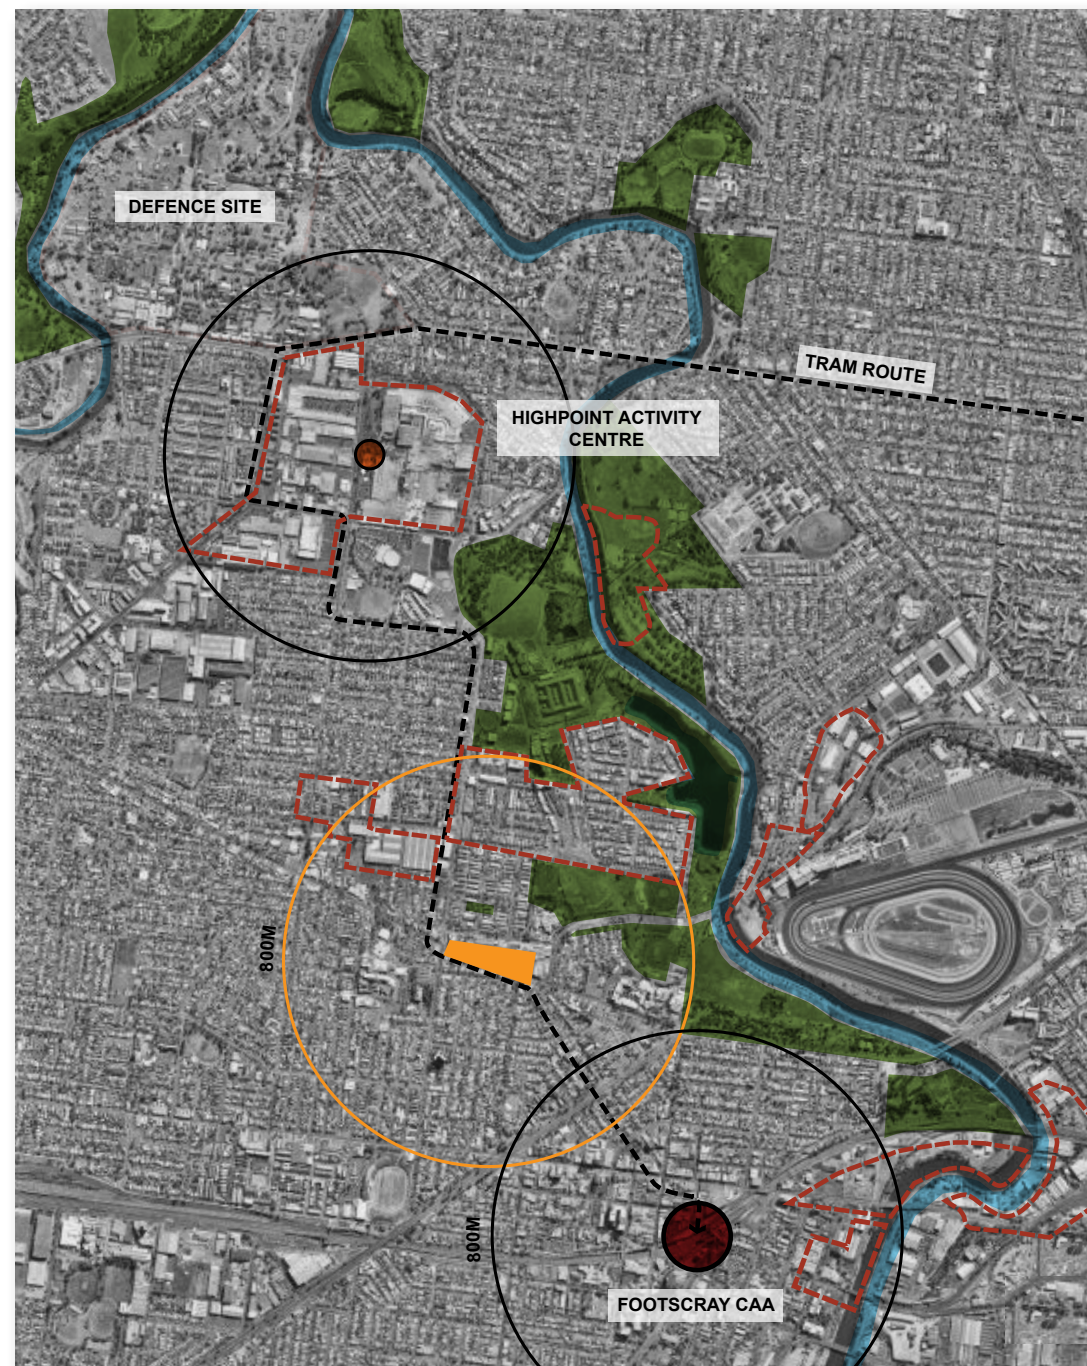 DEFENCE SITE
TRAM ROUTE
HIGHPOINT ACTIVITY
CENTRE
800M
800M
FOOTSCRAY CAA